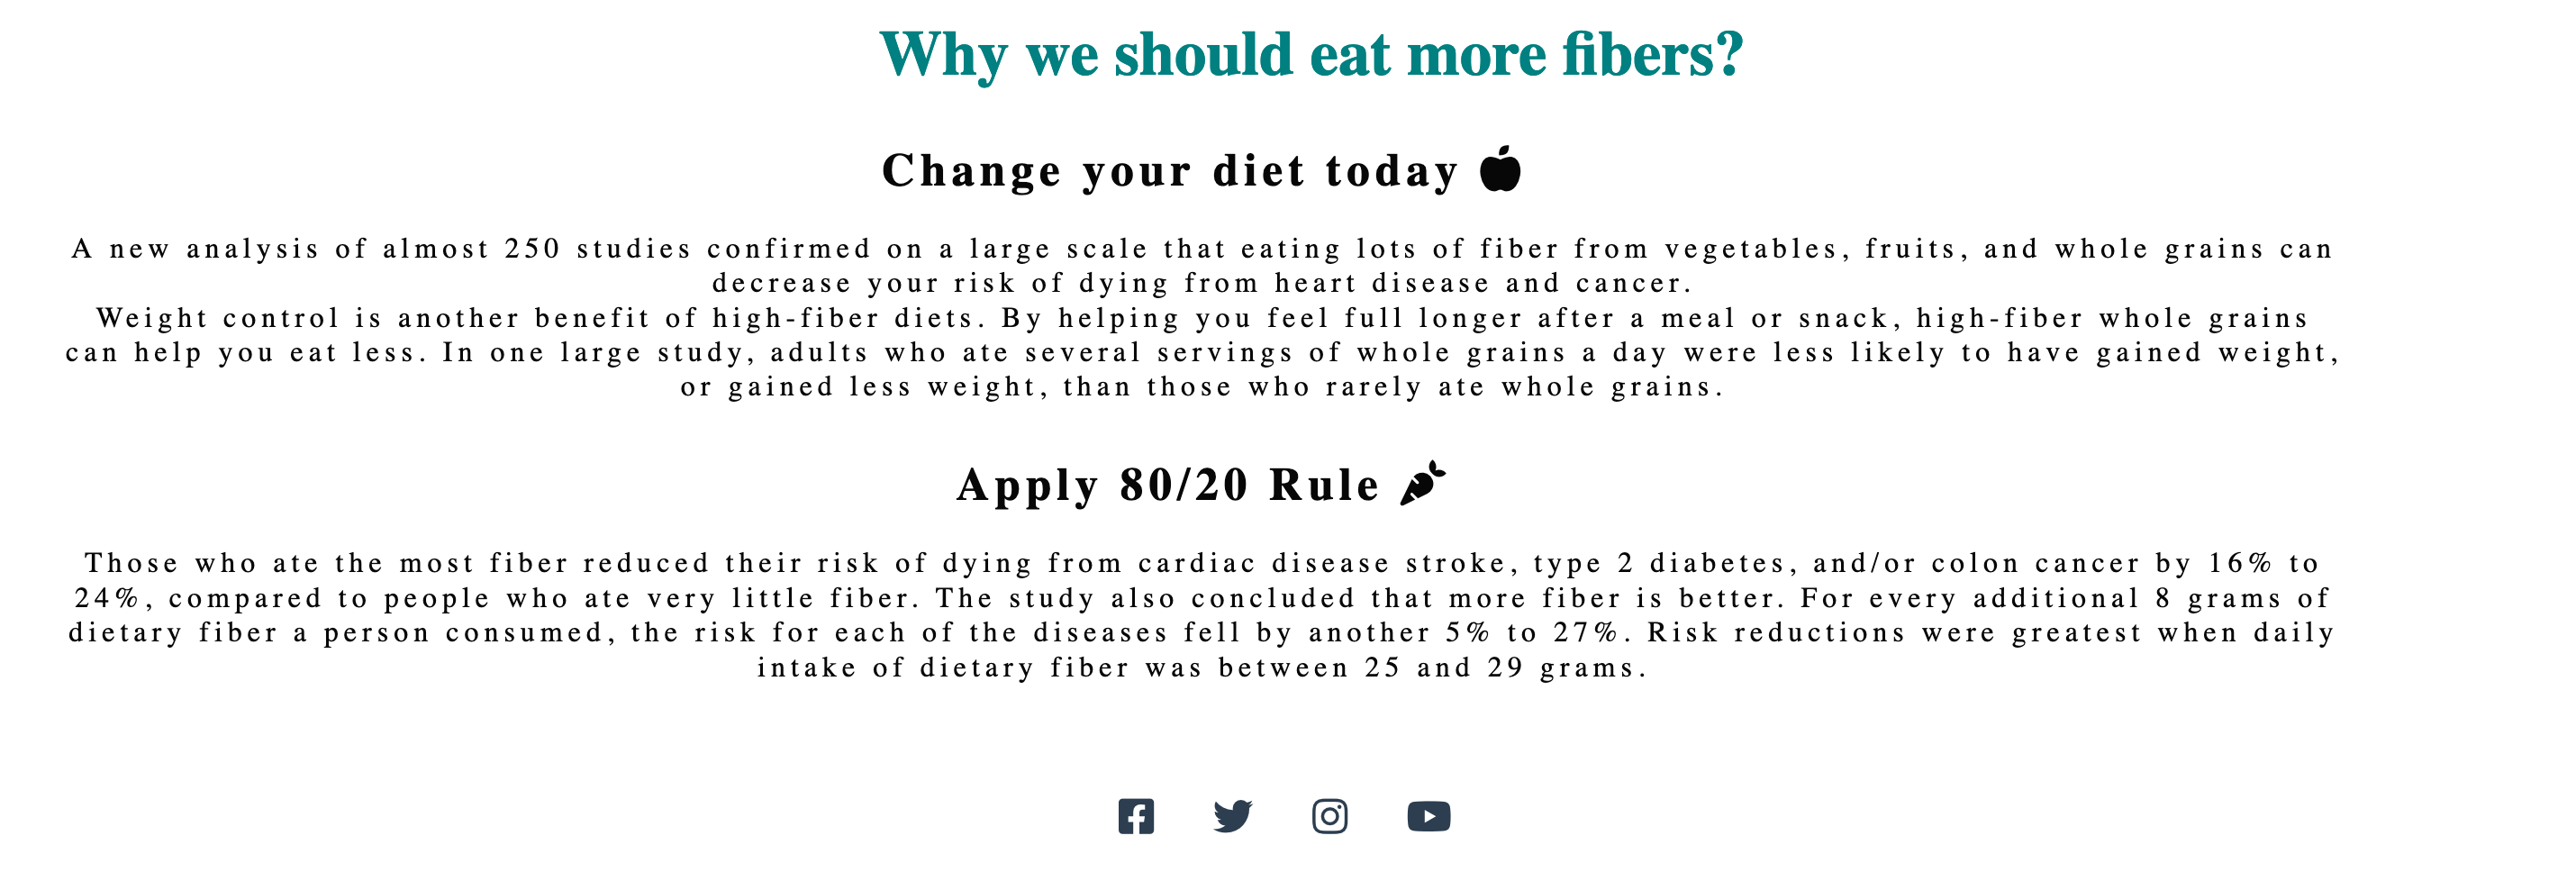 Why we should eat more fibers?
Change your diet today
A new analysis of almost 250 studies confirmed on a large scale that eating lots of fiber from vegetables, fruits, and whole grains can
decrease your risk of dying from heart disease and cancer.
Weight control is another benefit of high-fiber diets. By helping you feel full longer after a meal or snack, high-fiber whole grains
can help you eat less. In one large study, adults who ate several servings of whole grains a day were less likely to have gained weight,
or gained less weight, than those who rarely ate whole grains.
Apply 80/20 Rule
Those who ate the most fiber reduced their risk of dying from cardiac disease stroke, type 2 diabetes, and/or colon cancer by 16% to
24%, compared to people who ate very little fiber. The study also concluded that more fiber is better. For every additional 8 grams of
dietary fiber a person consumed, the risk for each of the diseases fell by another 5% to 27%. Risk reductions were greatest when daily
intake of dietary fiber was between 25 and 29 grams.